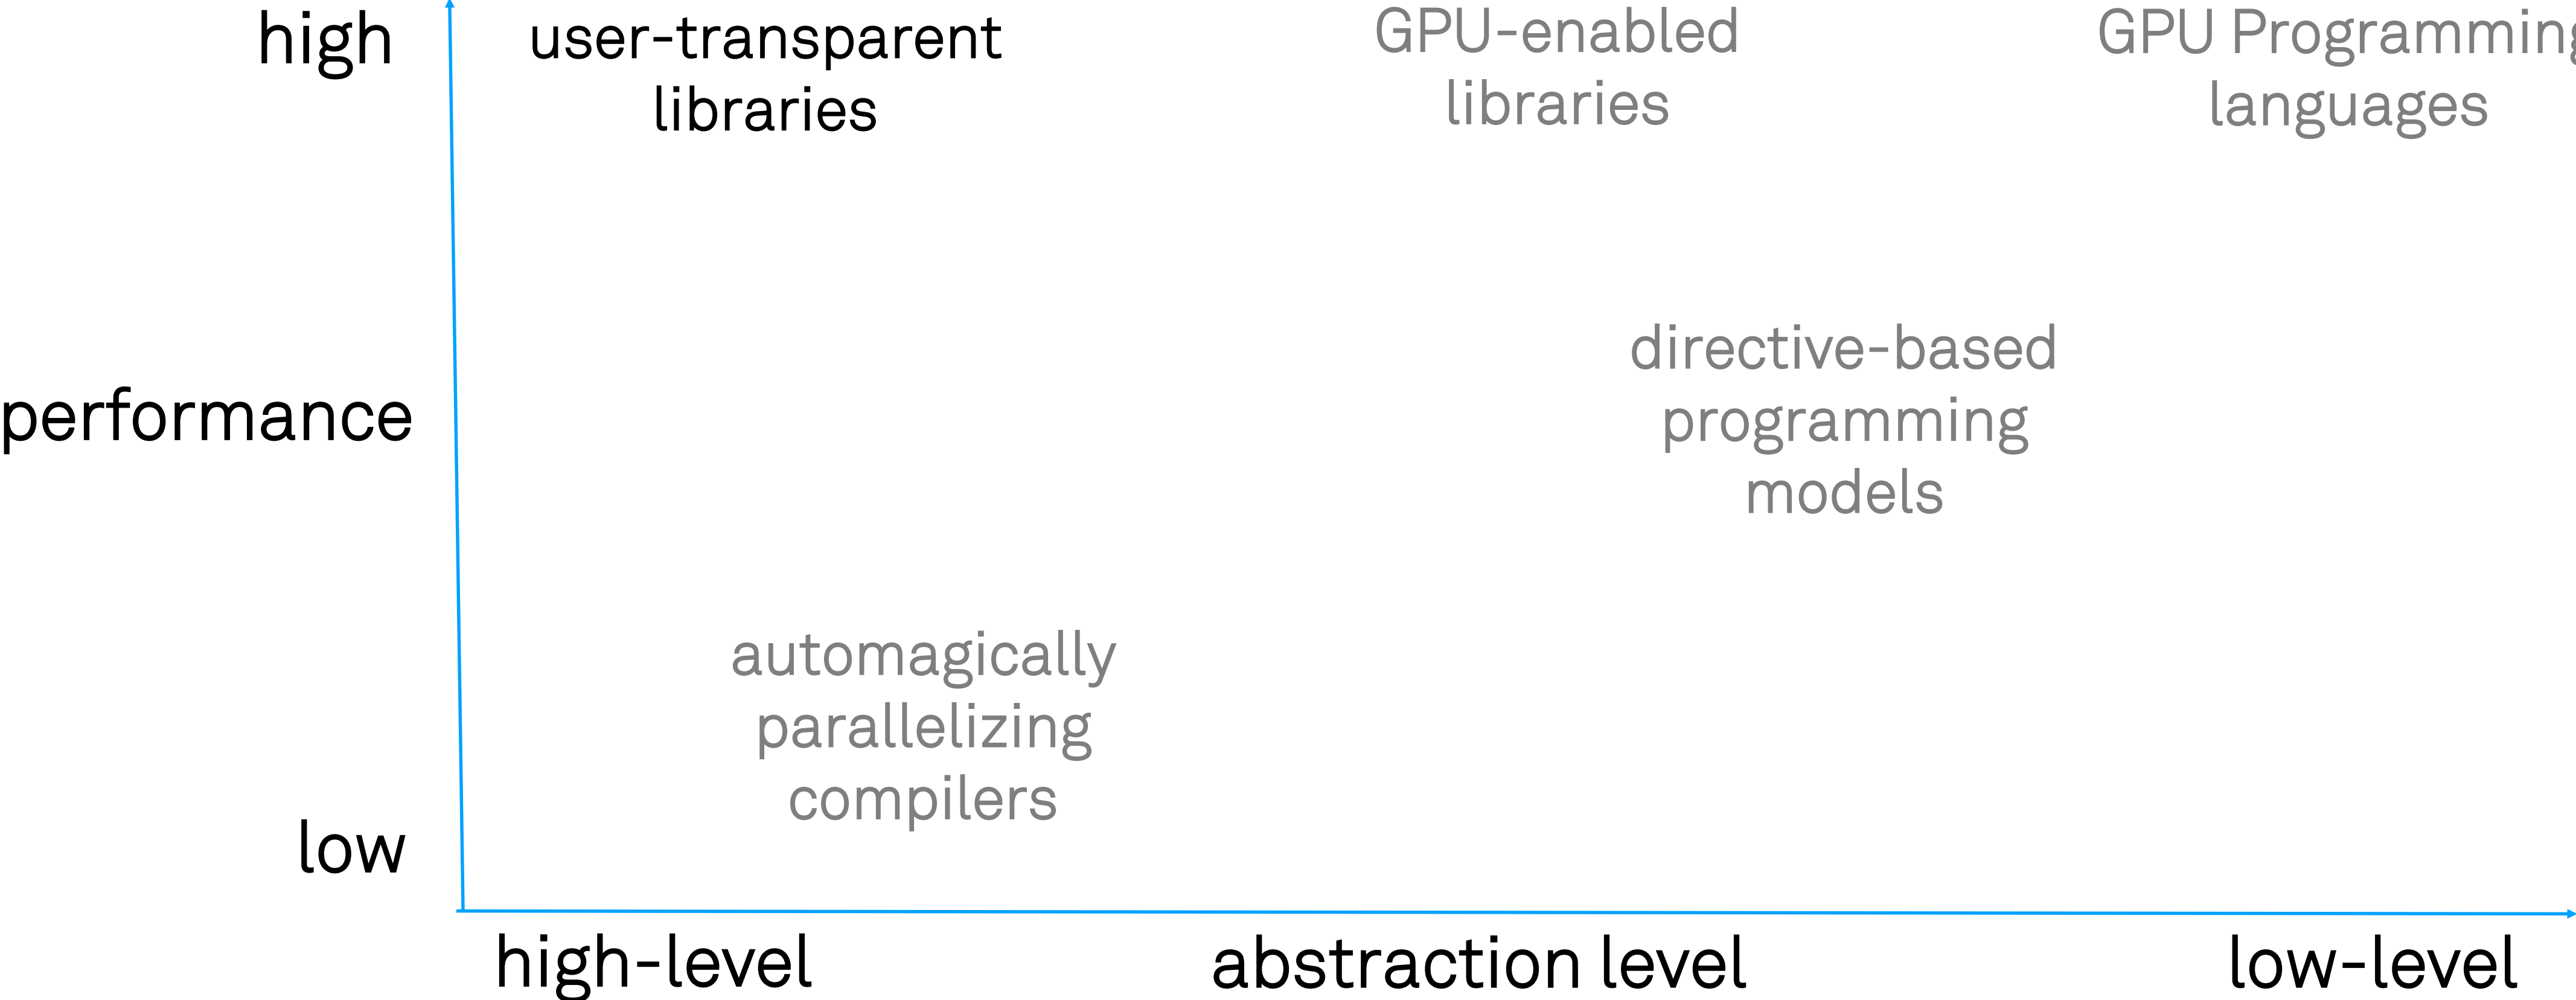 high
user-transparent
libraries
GPU-enabled
libraries
GPU Programming
languages
performance
directive-based
programming
models
automagically
parallelizing
compilers
low
high-level
abstraction level
low-level